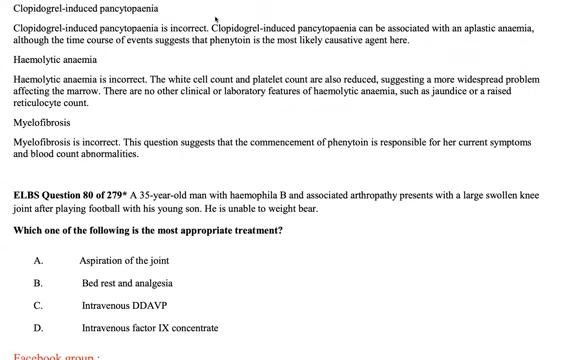 Clopidogrel-induced pancytopaenia
Clopidogrel-induced pancytopaenia is incorrect. Clopidogrel-induced pancytopaenia can be associated with an aplastic anaemia,
although the time course of events suggests that phenytoin is the most likely causative agent here.
Haemolytic anaemia
Haemolytic anaemia is incorrect. The white cell count and platelet count are also reduced, suggesting a more widespread problem
affecting the marrow. There are no other clinical or laboratory features of haemolytic anaemia, such as jaundice or a raised
reticulocyte count.
Myelofibrosis
Myelofibrosis is incorrect. This question suggests that the commencement of phenytoin is responsible for her current symptoms
and blood count abnormalities.
ELBS Question 80 of 279* A 35-year-old man with haemophilia B and associated arthropathy presents with a large swollen knee
joint after playing football with his young son. He is unable to weight bear.
Which one of the following is the most appropriate treatment?
A. Aspiration of the joint
B. Bed rest and analgesia
C. Intravenous DDAVP
D. Intravenous factor IX concentrate
Facebook group :